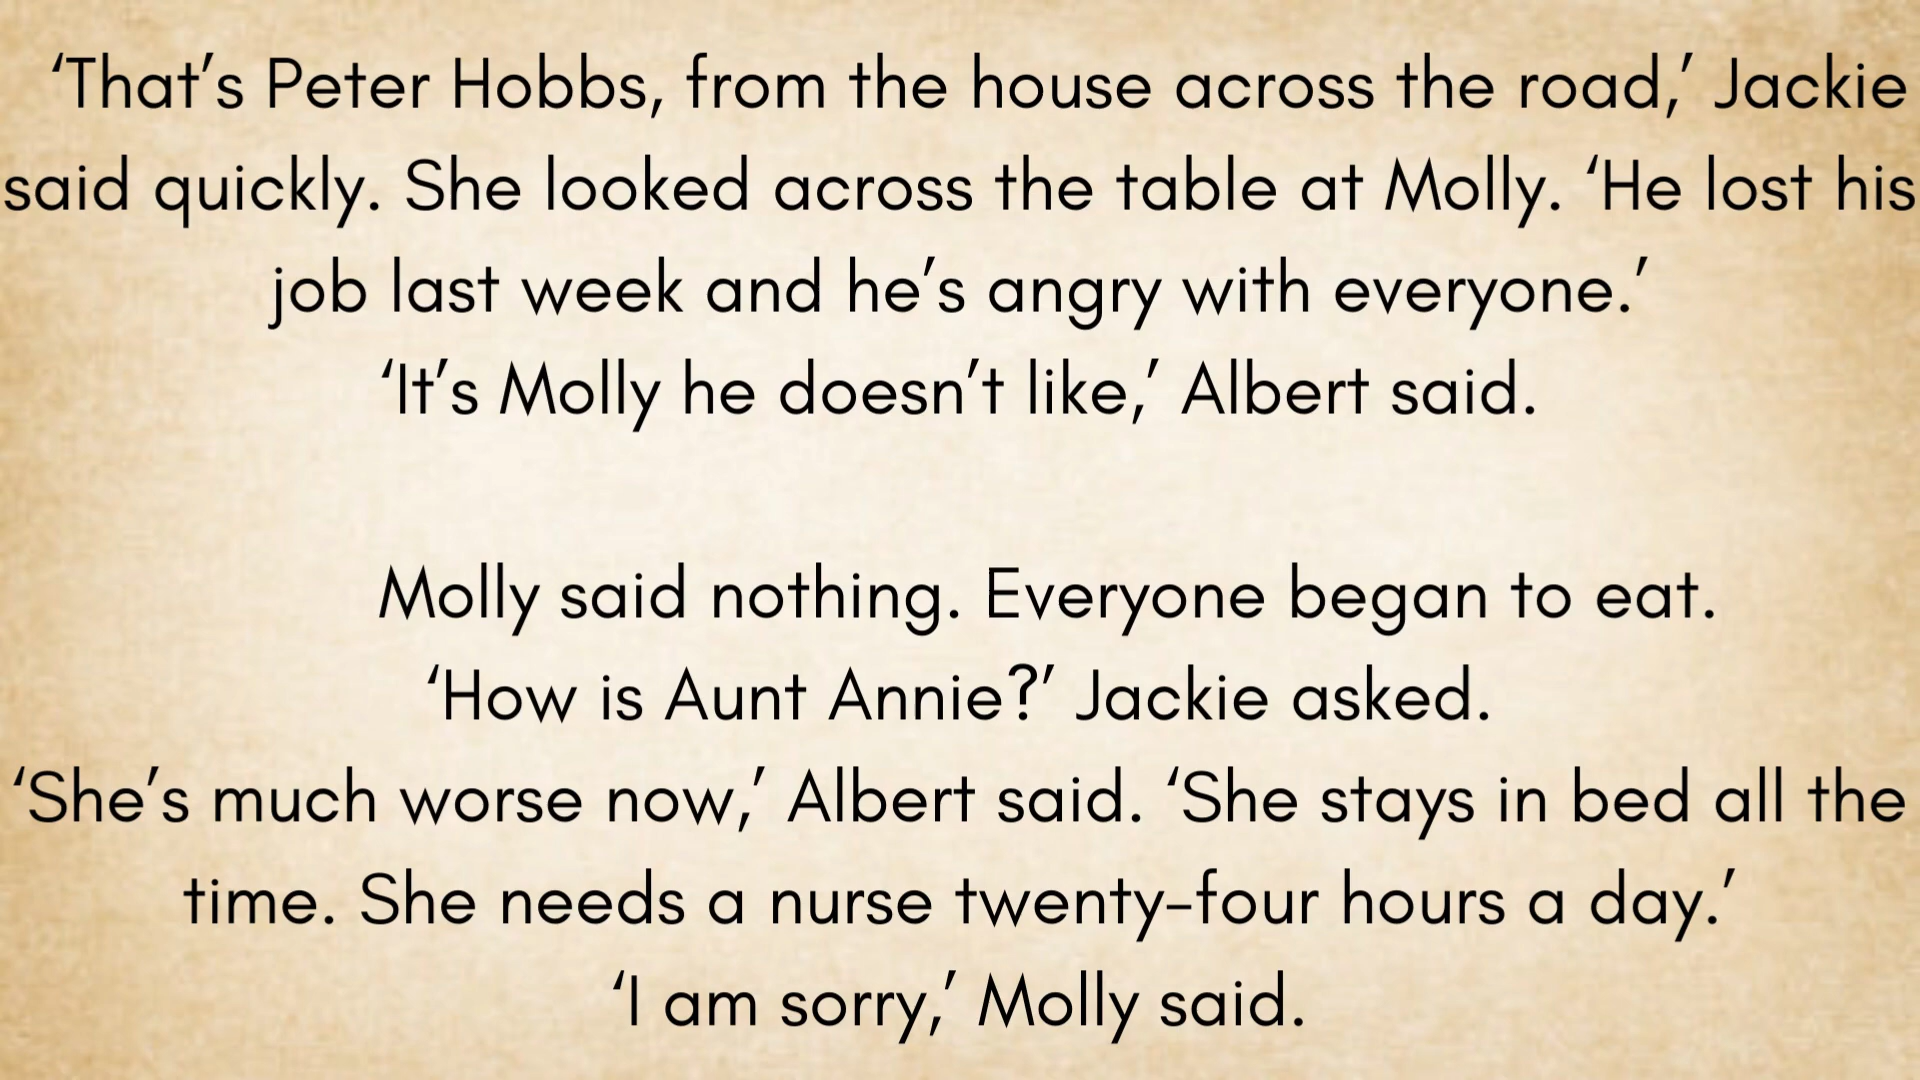 ‘That’s Peter Hobbs, from the house across the road,’ Jackie
said quickly. She looked across the table at Molly. ‘He lost his
job last week and he’s angry with everyone.’
‘It’s Molly he doesn’t like,’ Albert said.
Molly said nothing. Everyone began to eat.
‘How is Aunt Annie?’ Jackie asked.
‘She’s much worse now,’ Albert said. ‘She stays in bed all the
time. She needs a nurse twenty-four hours a day.’
‘I am sorry,’ Molly said.